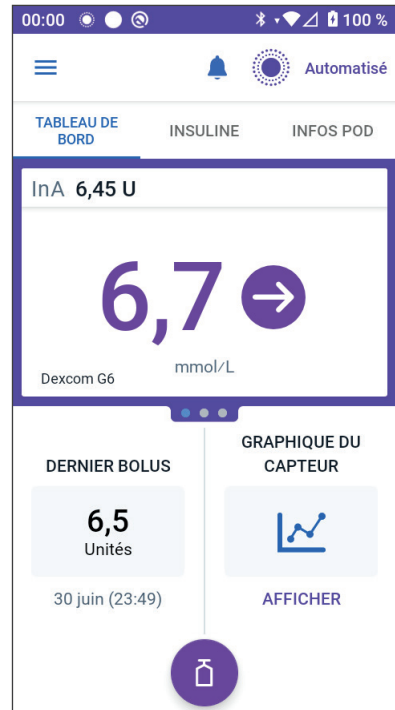 00:00 100 %
Automatisé
TABLEAU DE
BORD
INSULINE
INFOS POD
InA 6,45 U
6,7
mmol/L
Dexcom G6
DERNIER BOLUS
6,5
Unités
30 juin (23:49)
GRAPHIQUE DU
CAPTEUR
AFFICHER